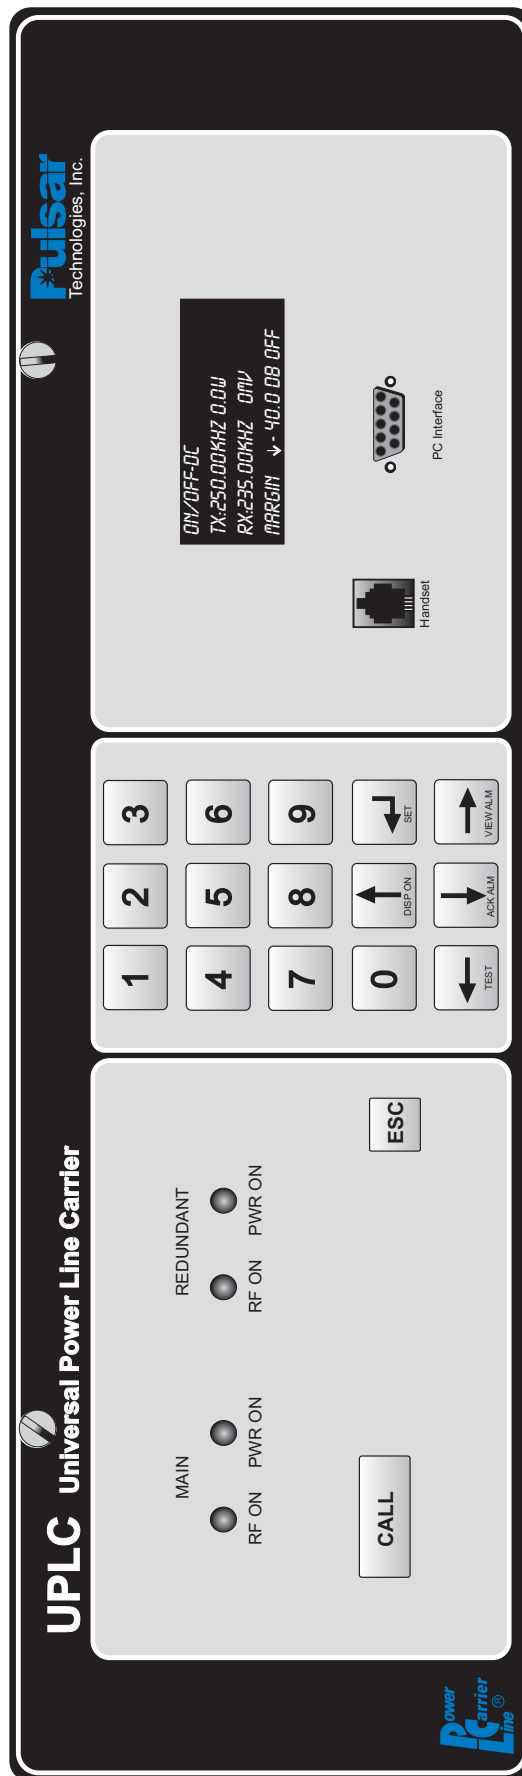 UPLC Universal Power Line Carrier
Pulsar
Technologies, Inc.
MAIN
RF ON PWR ON
REDUNDANT
RF ON PWR ON
CALL
ESC
1 2 3
4 5 6
7 8 9
0
DISP ON
SET
TEST
ACK ALM
VIEW ALM
ON/OFF-DC
TX:250.00KHZ 0.0W
RX:235.00KHZ 0MV
MARGIN ↓- 40.0 DB OFF
Handset
PC Interface
Power
Line
Carrier ®